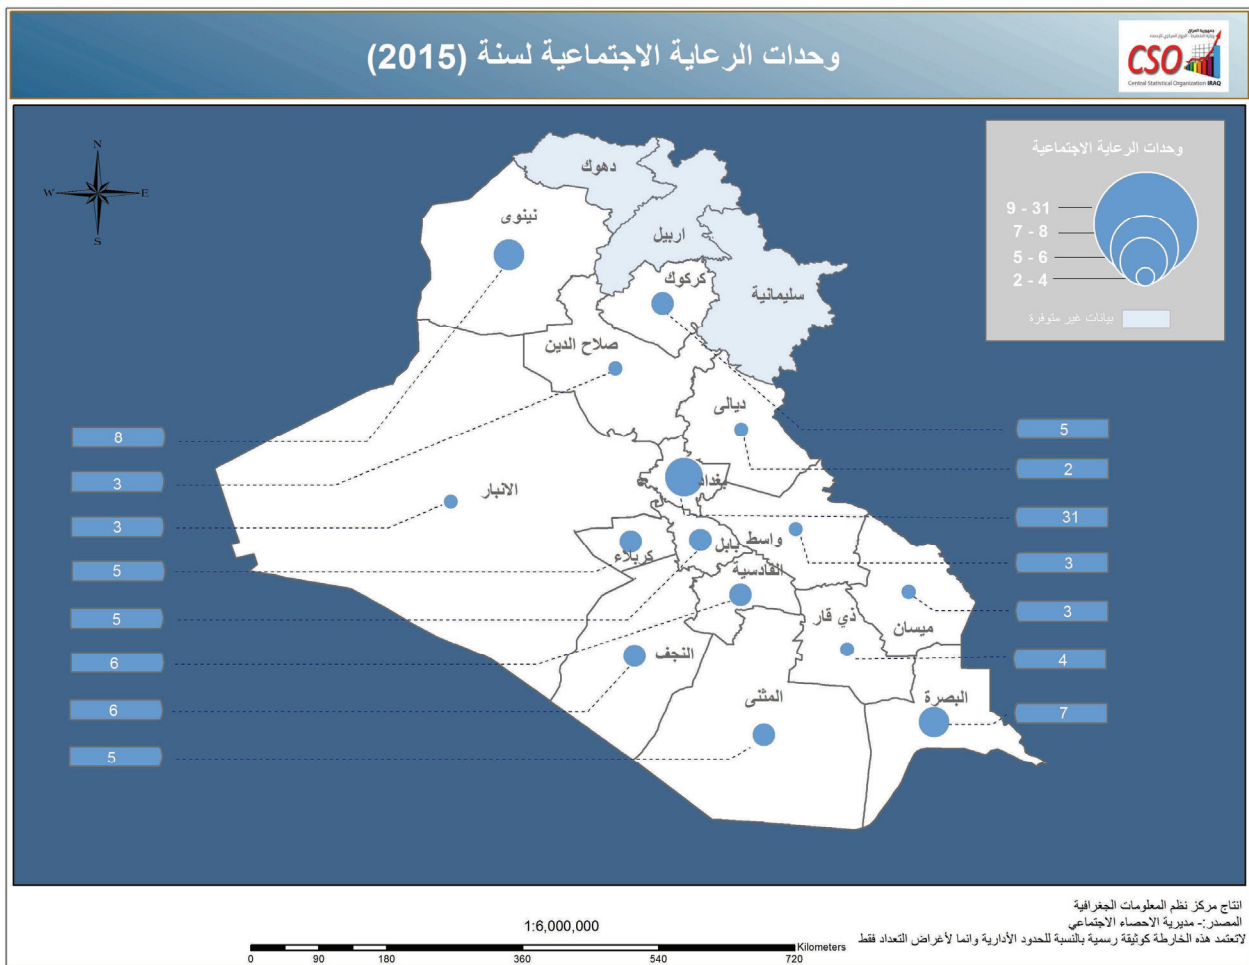 وحدات الرعاية الاجتماعية لسنة (2015)
CSO
Central Statistical Organization IRAQ
N
W
E
S
وحدات الرعاية الاجتماعية
9 - 31
7 - 8
5 - 6
2 - 4
بيانات غير متوفرة
دهوك
نينوى
اربيل
كركوك
سليمانية
صلاح الدين
ديالى
الانبار
بغداد
واسط
بابل
كربلاء
القادسية
ميسان
ذي قار
النجف
المثنى
البصرة
8
3
3
5
5
6
6
5
5
2
31
3
3
4
7
1:6,000,000
Kilometers
0 90 180 360 540 720
انتاج مركز نظم المعلومات الجغرافية
المصدر:- مديرية الاحصاء الاجتماعي
لاتعتمد هذه الخارطة كوثيقة رسمية بالنسبة للحدود الأدارية وانما لأغراض التعداد فقط